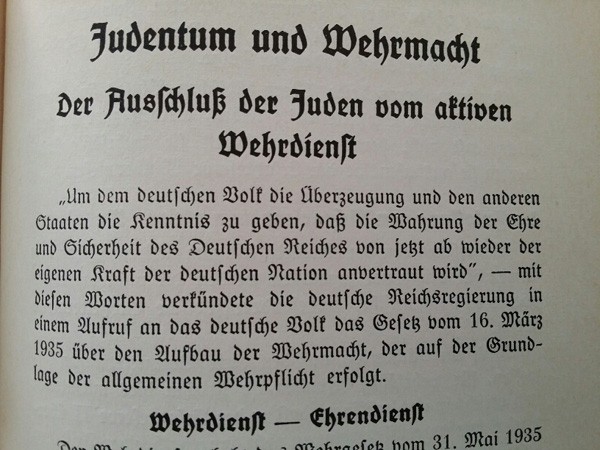 Judentum und Wehrmacht
Der Ausschluß der Juden vom aktiven
Wehrdienst
„Um dem deutschen Volk die Überzeugung und den anderen
Staaten die Kenntnis zu geben, daß die Wahrung der Ehre
und Sicherheit des Deutschen Reiches von jetzt ab wieder der
eigenen Kraft der deutschen Nation anvertraut wird", — mit
diesen Worten verkündete die deutsche Reichsregierung in
einem Aufruf an das deutsche Volk das Gesetz vom 16. März
1935 über den Aufbau der Wehrmacht, der auf der Grund-
lage der allgemeinen Wehrpflicht erfolgt.
Wehrdienst — Ehrendienst
Der Wehrgesetz vom 31. Mai 1935